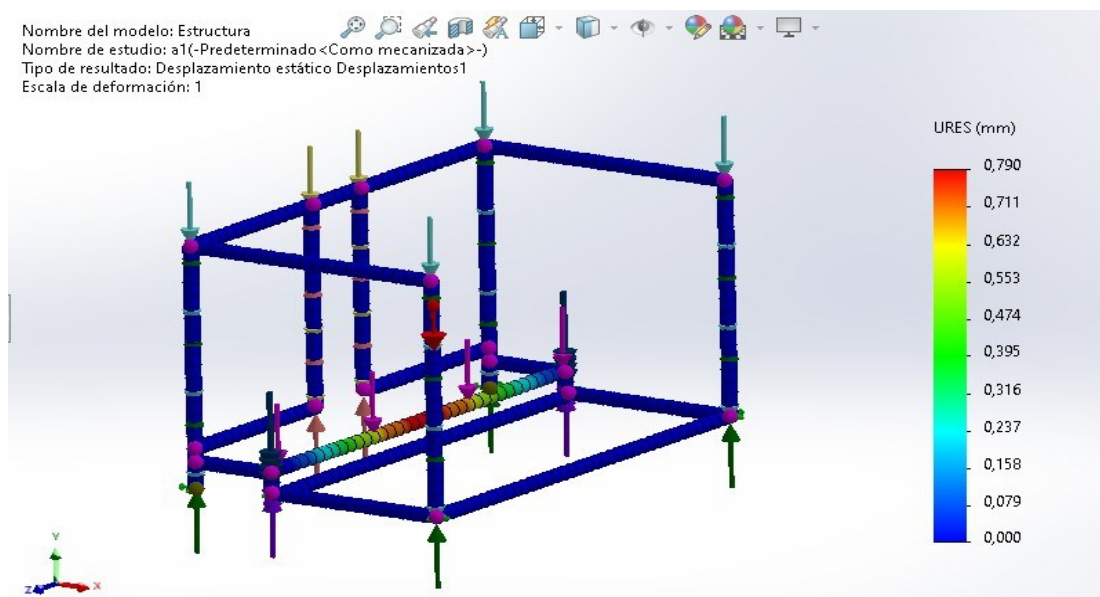 Nombre del modelo: Estructura
Nombre de estudio: a1(-Predeterminado<Como mecanizada>-)
Tipo de resultado: Desplazamiento estático Desplazamientos1
Escala de deformación: 1
URES (mm)
0,790
0,711
0,632
0,553
0,474
0,395
0,316
0,237
0,158
0,079
0,000
Y
Z
X